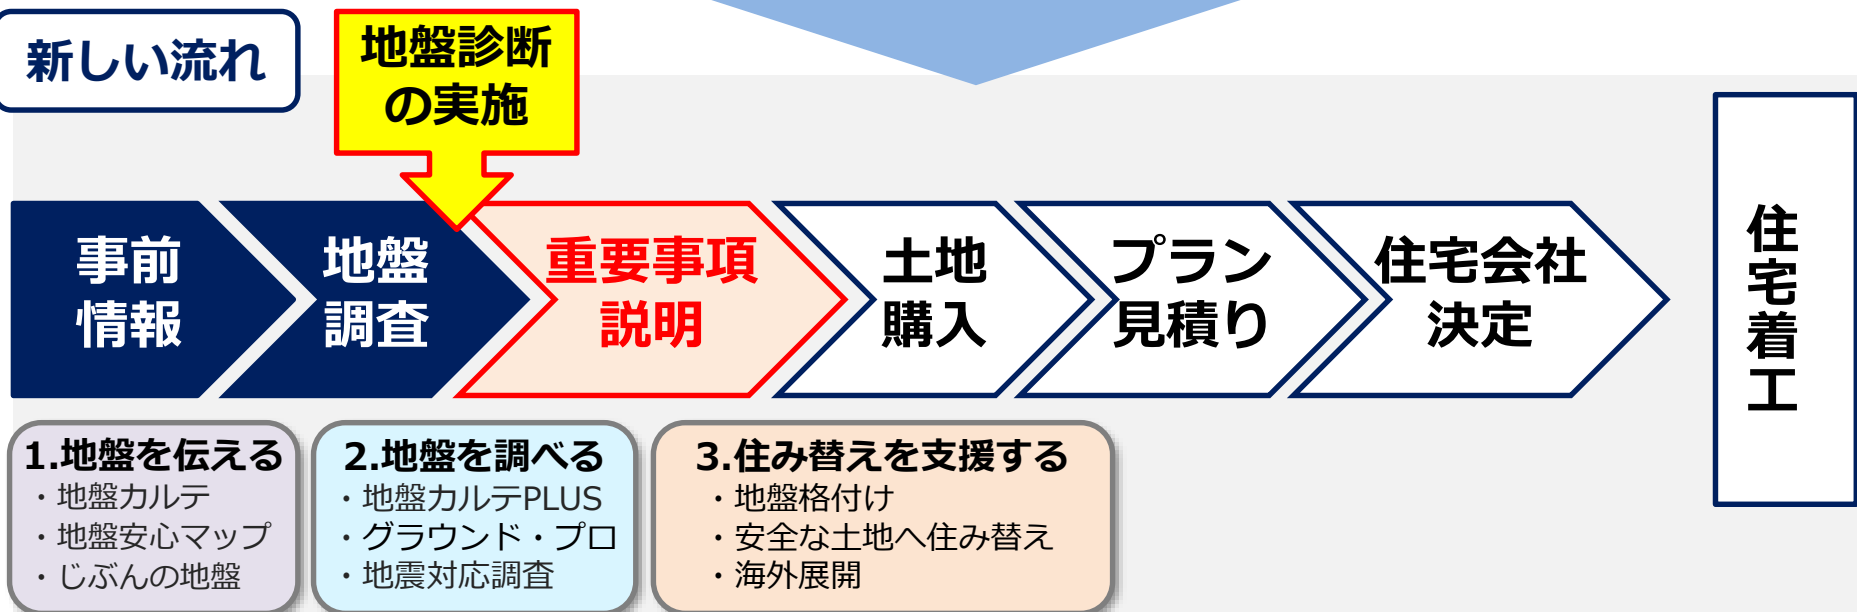 新しい流れ
地盤診断
の実施
事前
情報
地盤
調査
重要事項
説明
土地
購入
プラン
見積り
住宅会社
決定
住宅着工
1.地盤を伝える
・地盤カルテ
・地盤安心マップ
・じぶんの地盤
2.地盤を調べる
・地盤カルテPLUS
・グラウンド・プロ
・地震対応調査
3.住み替えを支援する
・地盤格付け
・安全な土地へ住み替え
・海外展開